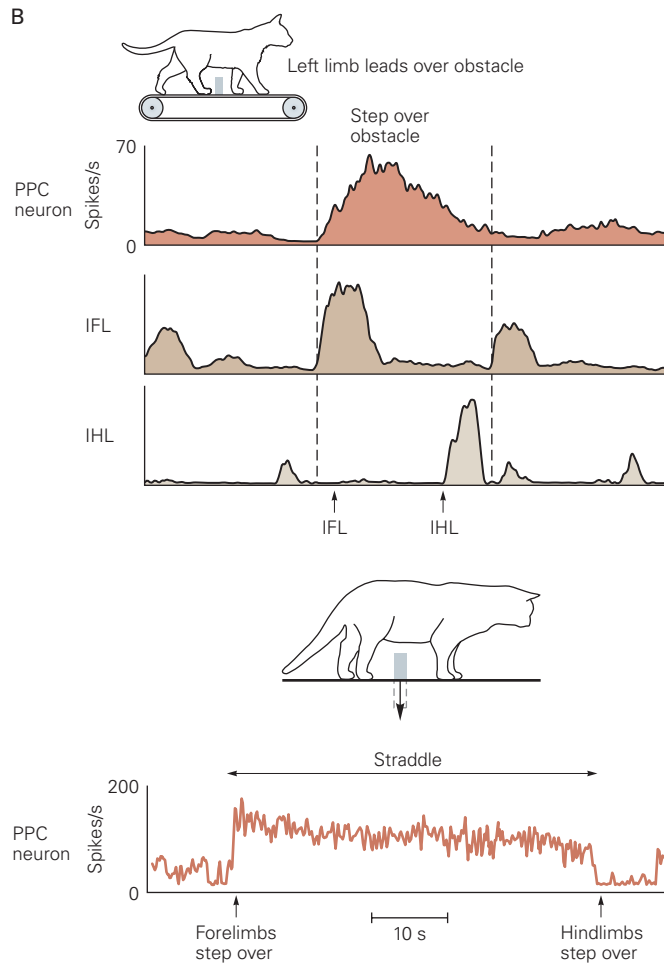 B
Left limb leads over obstacle
Step over
obstacle
PPC
neuron
Spikes/s
70
0
IFL
IHL
IFL
IHL
Straddle
PPC
neuron
Spikes/s
200
100
0
Forelimbs
step over
10 s
Hindlimbs
step over